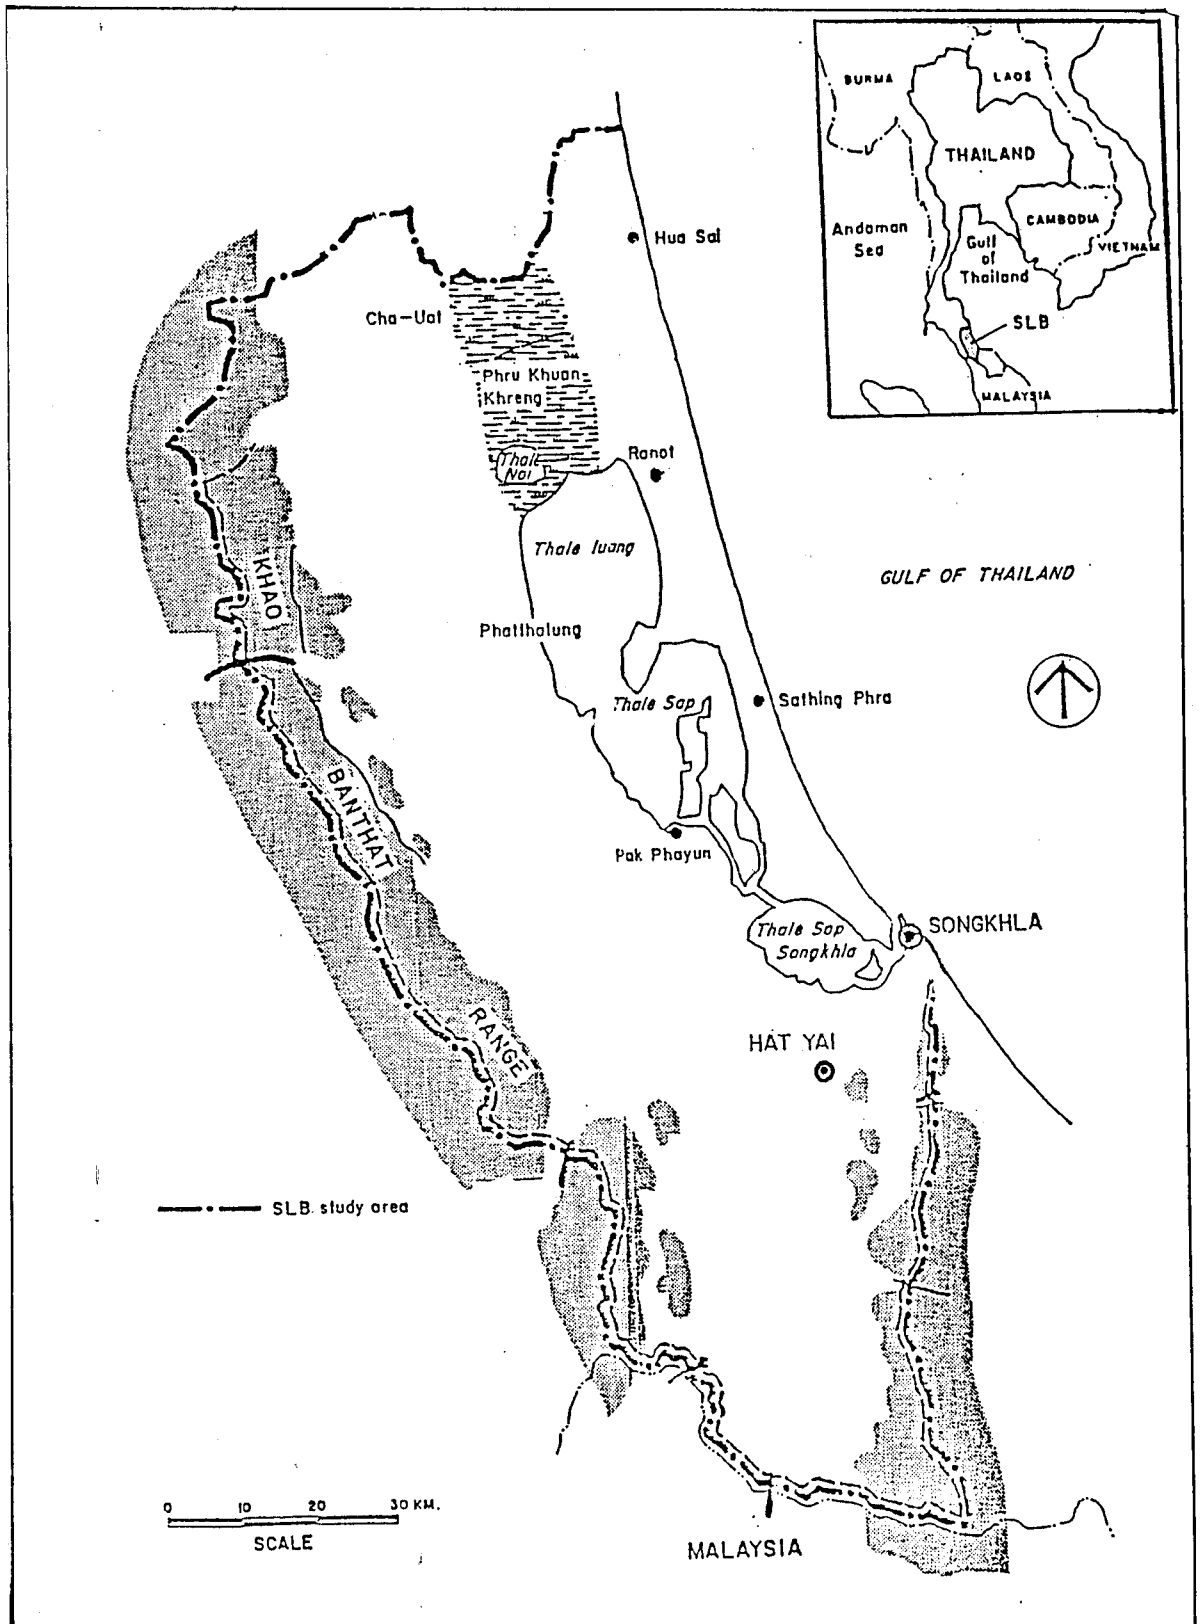 BURMA
LAOS
THAILAND
CAMBODIA
VIETNAM
Andaman
Sea
Gulf
of
Thailand
SLB
MALAYSIA
Hua Sai
Cha-Uat
Phru Khuan-
Khreng
Thale
Noi
Ranot
Thale luang
GULF OF THAILAND
KHAO
Phatthalung
Thale Sap
Sathing Phra
BANTHAT
Pak Phayun
SONGKHLA
Thale Sap
Songkhla
RANGE
HAT YAI
SLB. study area
0 10 20 30 KM.
SCALE
MALAYSIA